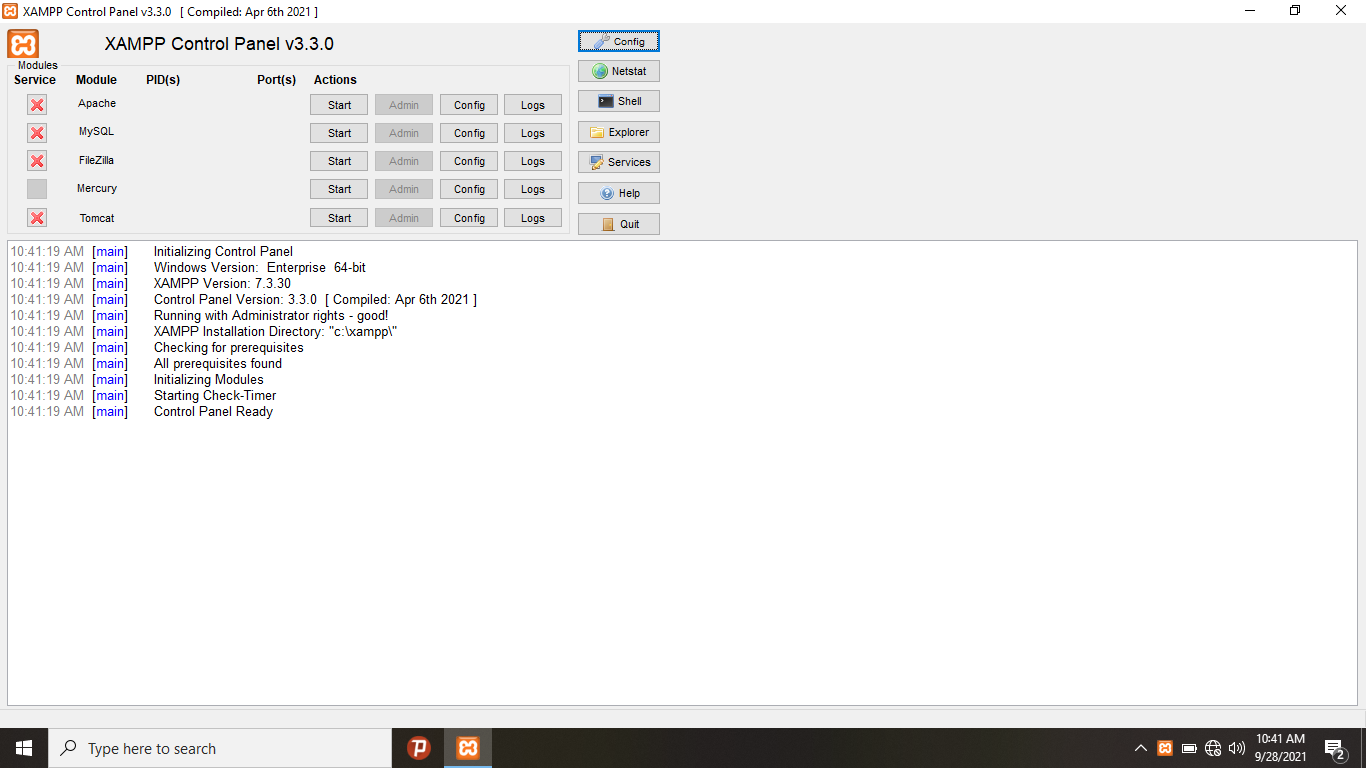 XAMPP Control Panel v3.3.0 [ Compiled: Apr 6th 2021 ]
XAMPP Control Panel v3.3.0
Config
Modules
Service Module PID(s) Port(s) Actions
Netstat
Apache Start Admin Config Logs
Shell
MySQL Start Admin Config Logs
Explorer
FileZilla Start Admin Config Logs
Services
Mercury Start Admin Config Logs
Help
Tomcat Start Admin Config Logs
Quit
10:41:19 AM [main] Initializing Control Panel
10:41:19 AM [main] Windows Version: Enterprise 64-bit
10:41:19 AM [main] XAMPP Version: 7.3.30
10:41:19 AM [main] Control Panel Version: 3.3.0 [ Compiled: Apr 6th 2021 ]
10:41:19 AM [main] Running with Administrator rights - good!
10:41:19 AM [main] XAMPP Installation Directory: "c:\xampp\"
10:41:19 AM [main] Checking for prerequisites
10:41:19 AM [main] All prerequisites found
10:41:19 AM [main] Initializing Modules
10:41:19 AM [main] Starting Check-Timer
10:41:19 AM [main] Control Panel Ready
Type here to search
10:41 AM
9/28/2021
2